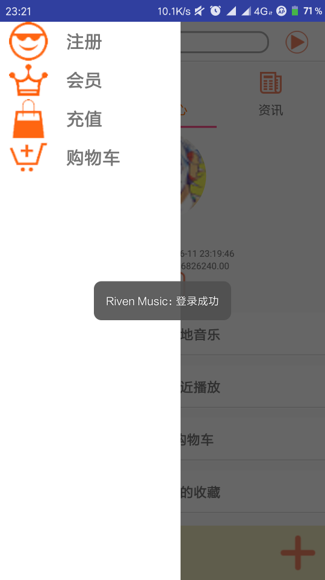 23:21 10.1K/s 4G 71%
注册
会员
充值
购物车
资讯
-11 23:19:46
6826240.00
Riven Music: 登录成功
地音乐
近播放
购物车
的收藏